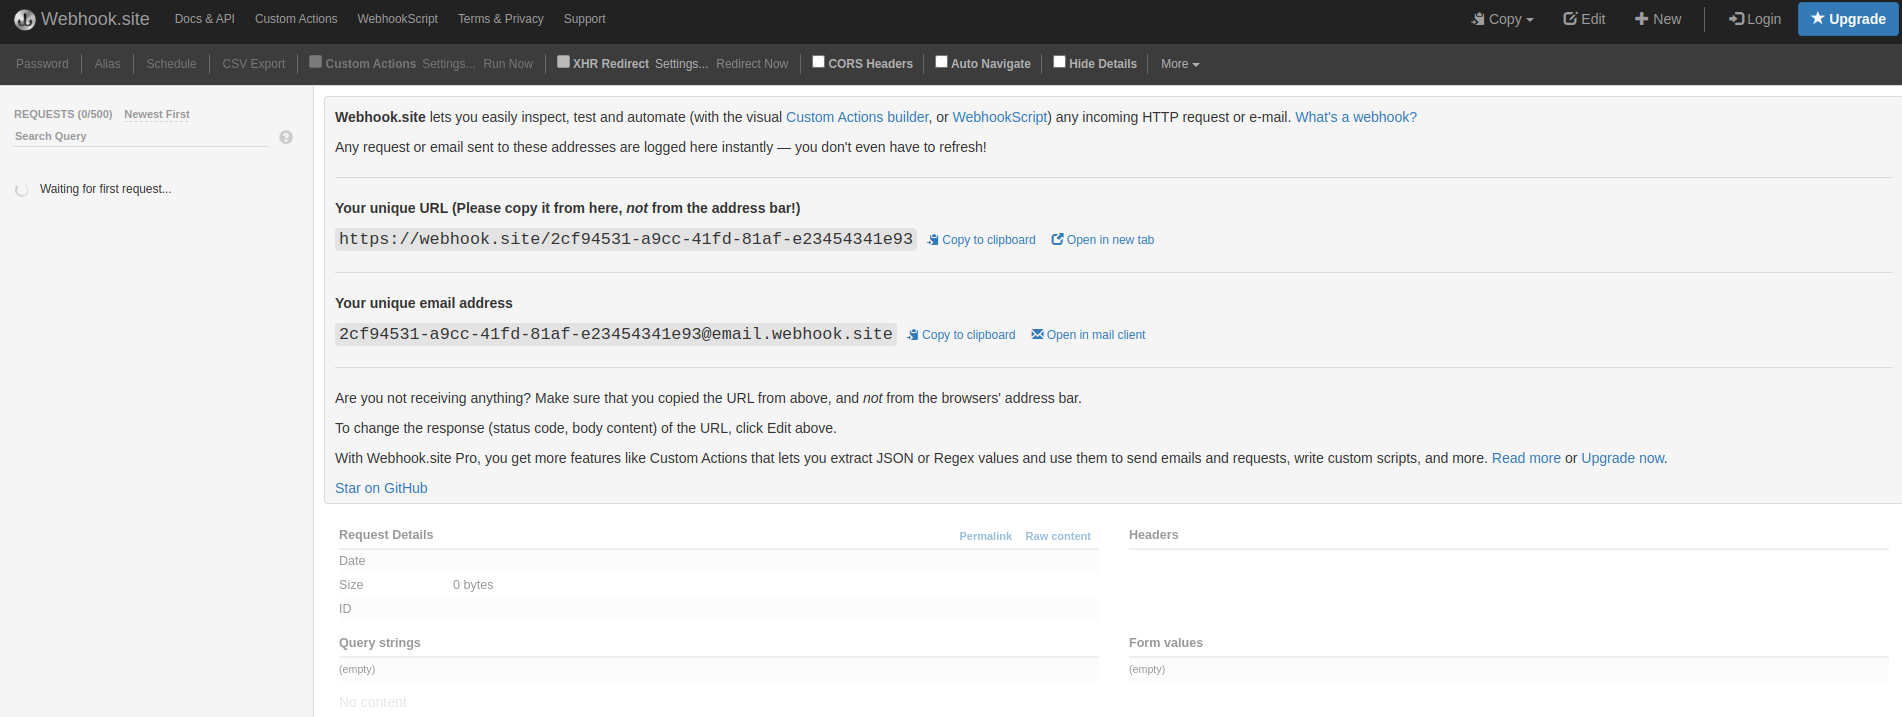 Webhook.site Docs & API Custom Actions WebhookScript Terms & Privacy Support Copy Edit New Login Upgrade
Password Alias Schedule CSV Export Custom Actions Settings... Run Now XHR Redirect Settings... Redirect Now CORS Headers Auto Navigate Hide Details More
REQUESTS (0/500) Newest First
Search Query
Waiting for first request...
Webhook.site lets you easily inspect, test and automate (with the visual Custom Actions builder, or WebhookScript) any incoming HTTP request or e-mail. What's a webhook?
Any request or email sent to these addresses are logged here instantly — you don't even have to refresh!
Your unique URL (Please copy it from here, not from the address bar!)
https://webhook.site/2cf94531-a9cc-41fd-81af-e23454341e93 Copy to clipboard Open in new tab
Your unique email address
2cf94531-a9cc-41fd-81af-e23454341e93@email.webhook.site Copy to clipboard Open in mail client
Are you not receiving anything? Make sure that you copied the URL from above, and not from the browsers' address bar.
To change the response (status code, body content) of the URL, click Edit above.
With Webhook.site Pro, you get more features like Custom Actions that lets you extract JSON or Regex values and use them to send emails and requests, write custom scripts, and more. Read more or Upgrade now.
Star on GitHub
Request Details Permalink Raw content
Date
Size 0 bytes
ID
Headers
Query strings
(empty)
Form values
(empty)
No content